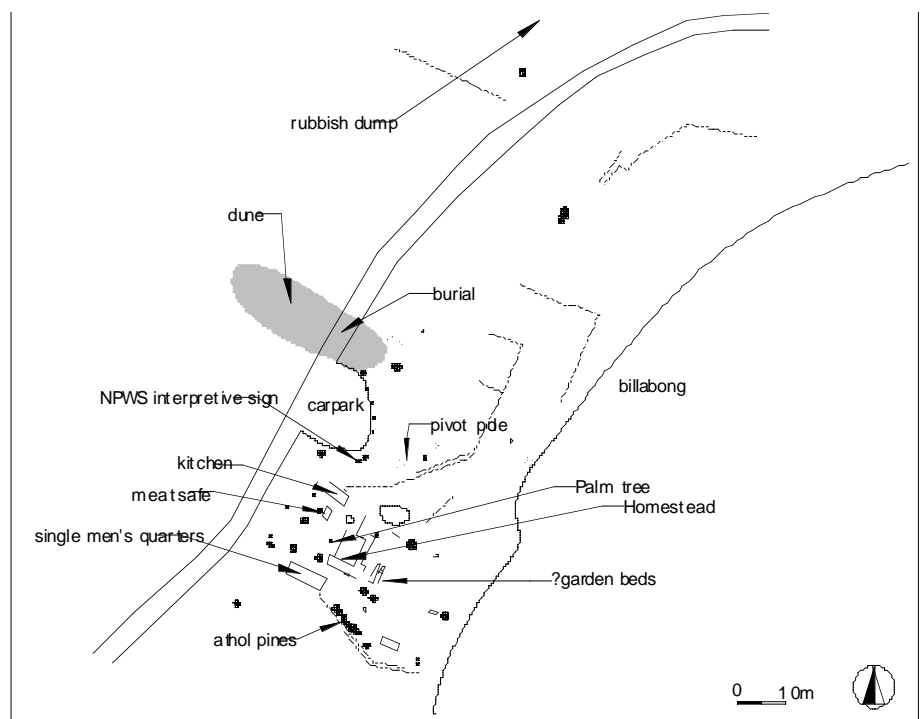 rubbish dump
dune
burial
billabong
NPWS interpretive sign
carpark
pivot pole
kitchen
meat safe
Palm tree
Homestead
single men's quarters
?garden beds
athol pines
0 10m